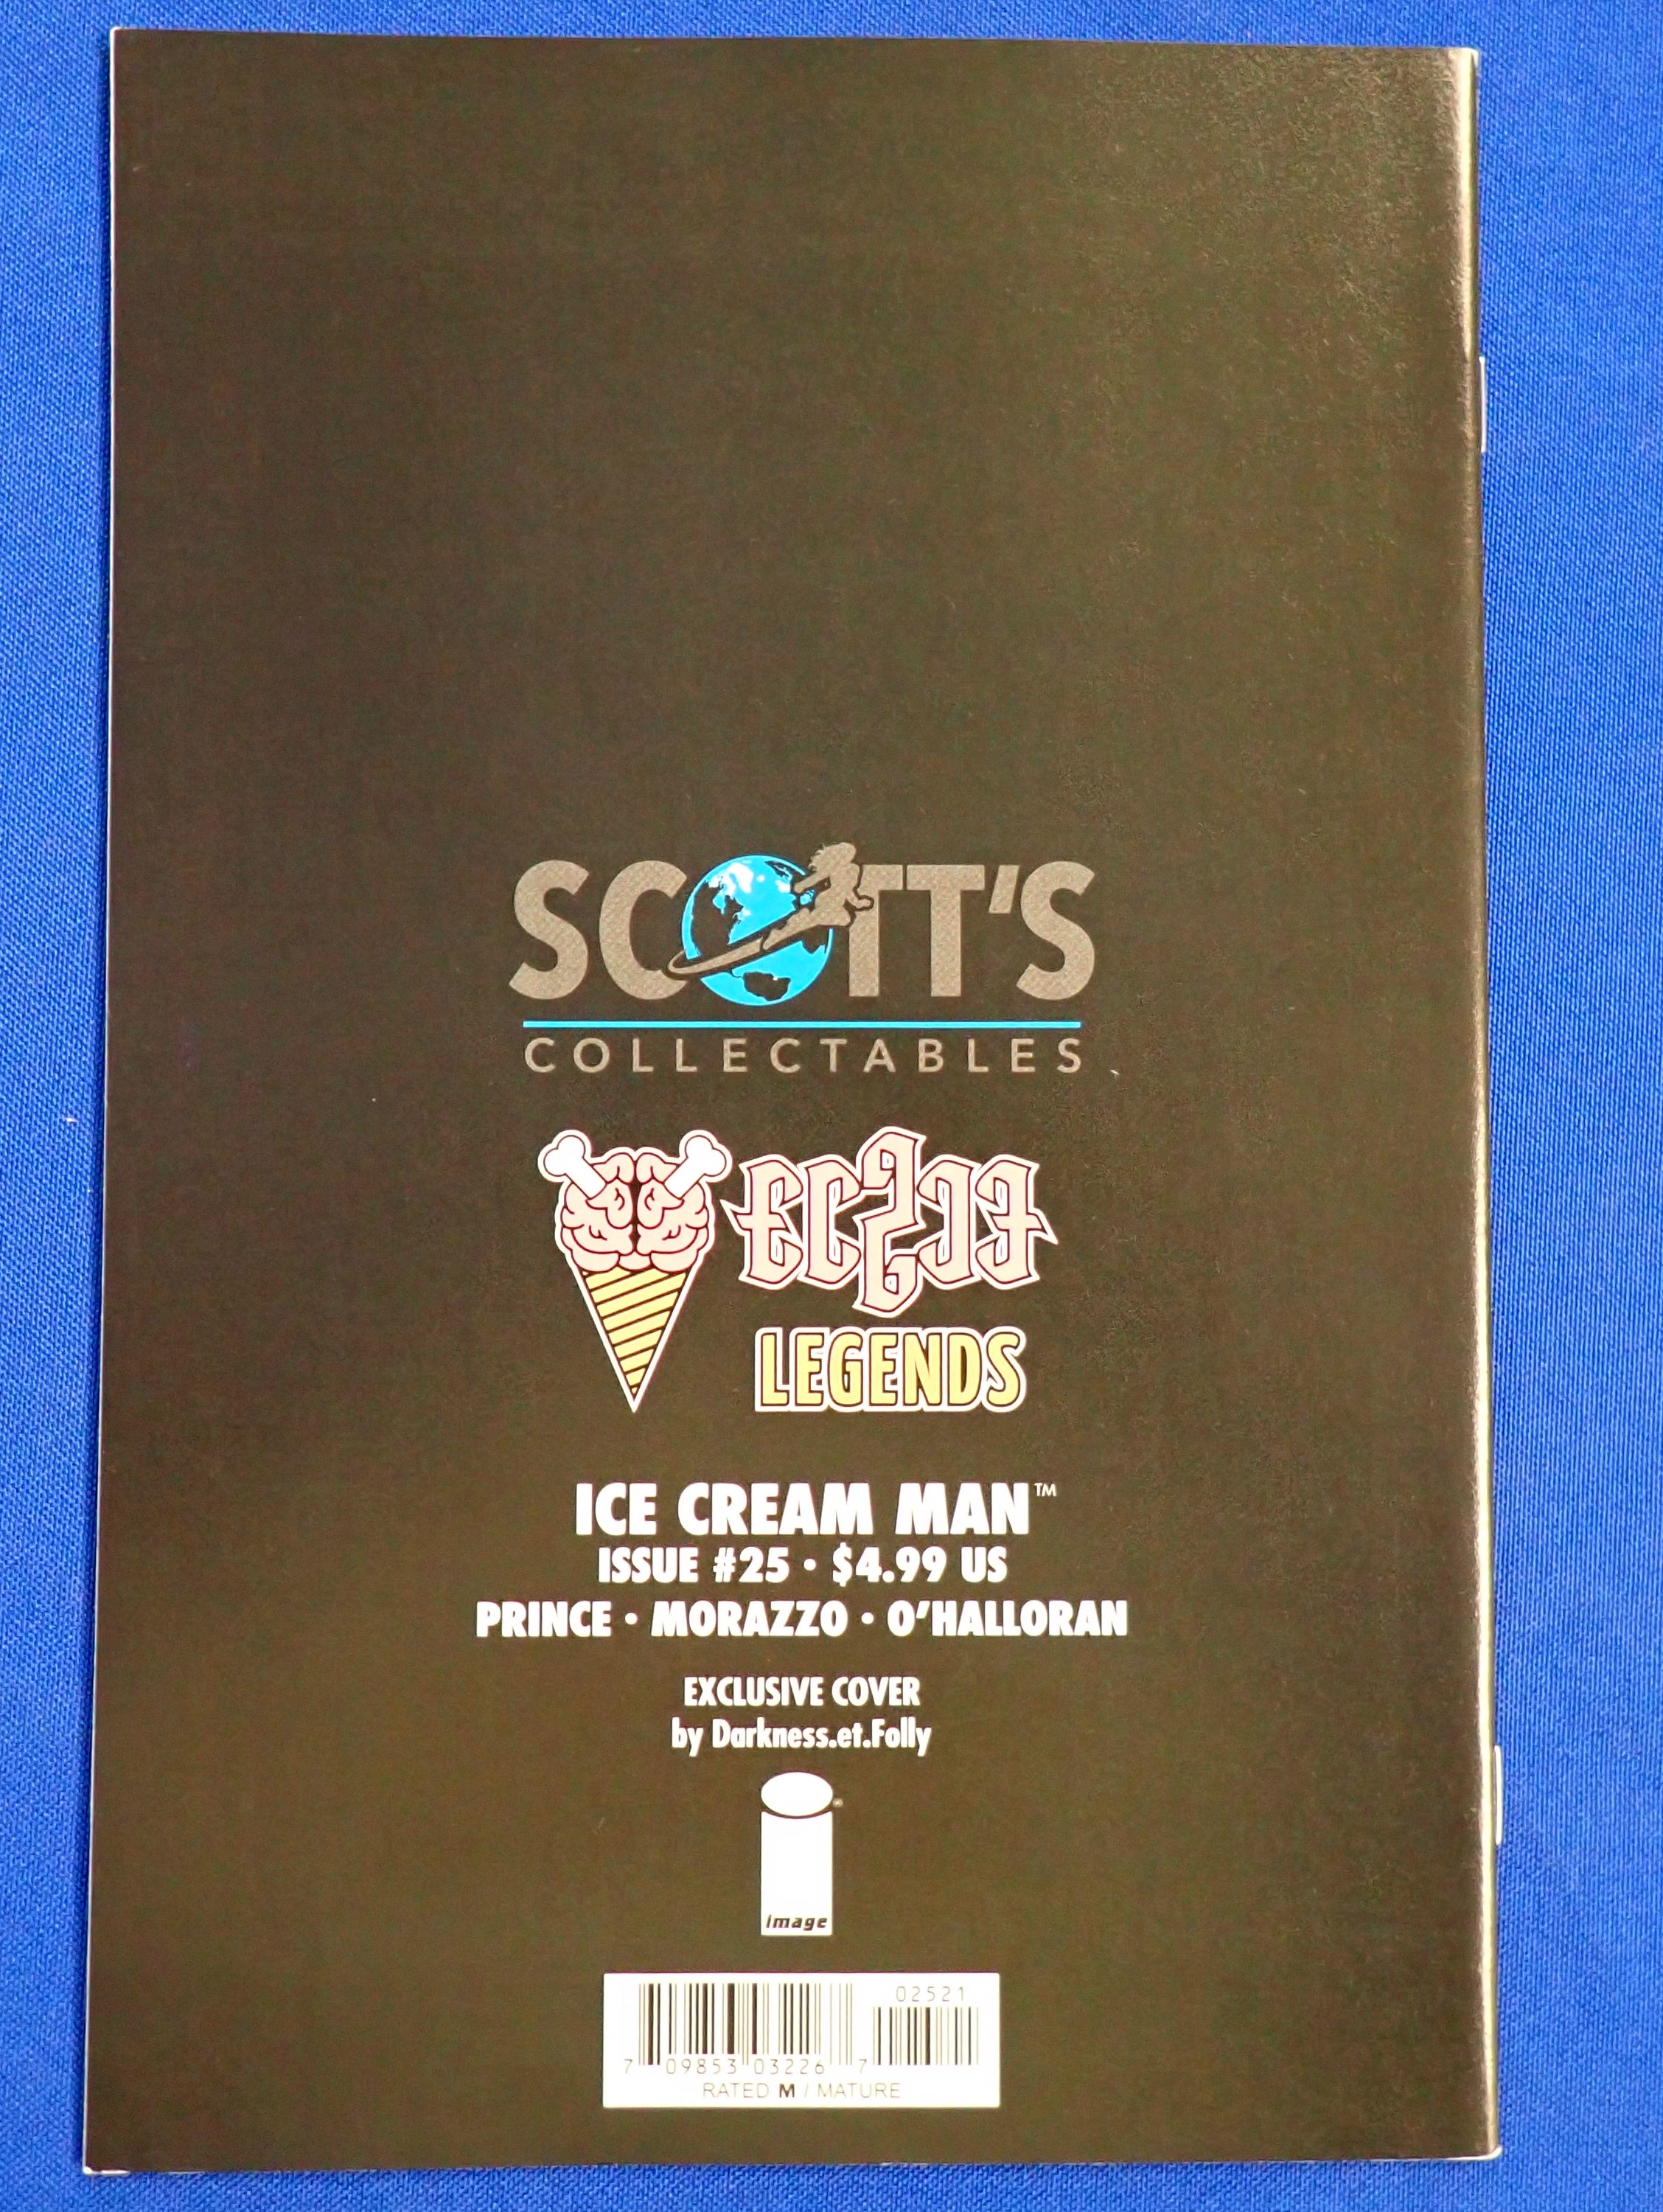 SCOTT'S
COLLECTABLES
LEGENDS
ICE CREAM MAN™
ISSUE #25 • $4.99 US
PRINCE • MORAZZO • O'HALLORAN
EXCLUSIVE COVER
by Darkness.et.Folly
®
image
02521
7 09853 03226 7
RATED M / MATURE